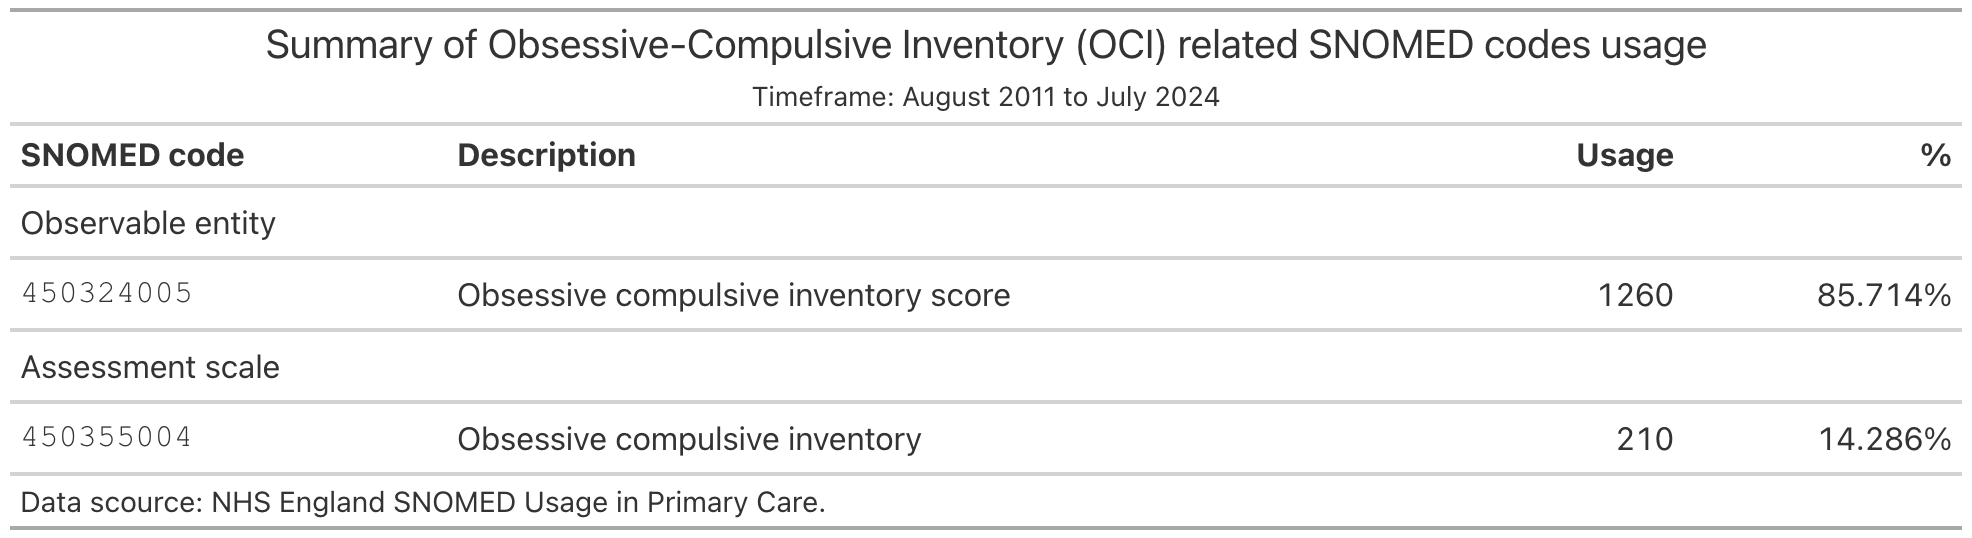 Summary of Obsessive-Compulsive Inventory (OCI) related SNOMED codes usage
Timeframe: August 2011 to July 2024
SNOMED code Description Usage %
Observable entity
450324005 Obsessive compulsive inventory score 1260 85.714%
Assessment scale
450355004 Obsessive compulsive inventory 210 14.286%
Data scource: NHS England SNOMED Usage in Primary Care.